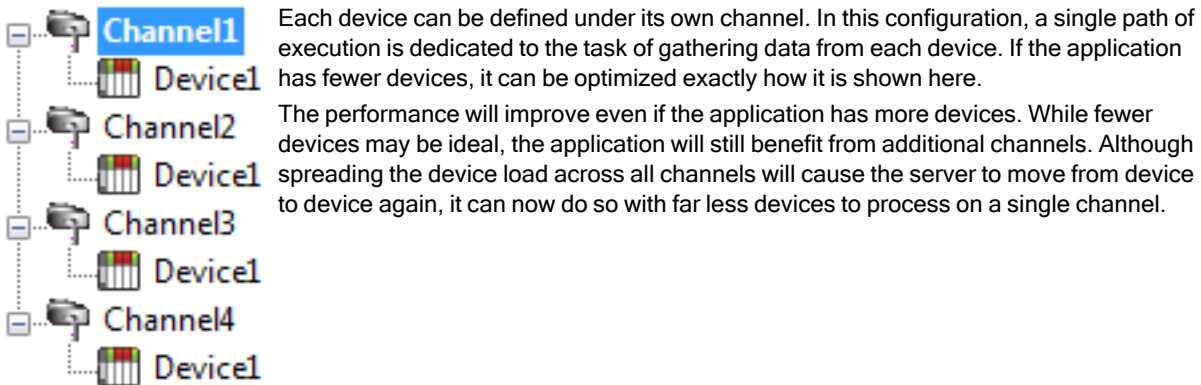 Channel1
Device1
Channel2
Device1
Channel3
Device1
Channel4
Device1
Each device can be defined under its own channel. In this configuration, a single path of
execution is dedicated to the task of gathering data from each device. If the application
has fewer devices, it can be optimized exactly how it is shown here.
The performance will improve even if the application has more devices. While fewer
devices may be ideal, the application will still benefit from additional channels. Although
spreading the device load across all channels will cause the server to move from device
to device again, it can now do so with far less devices to process on a single channel.